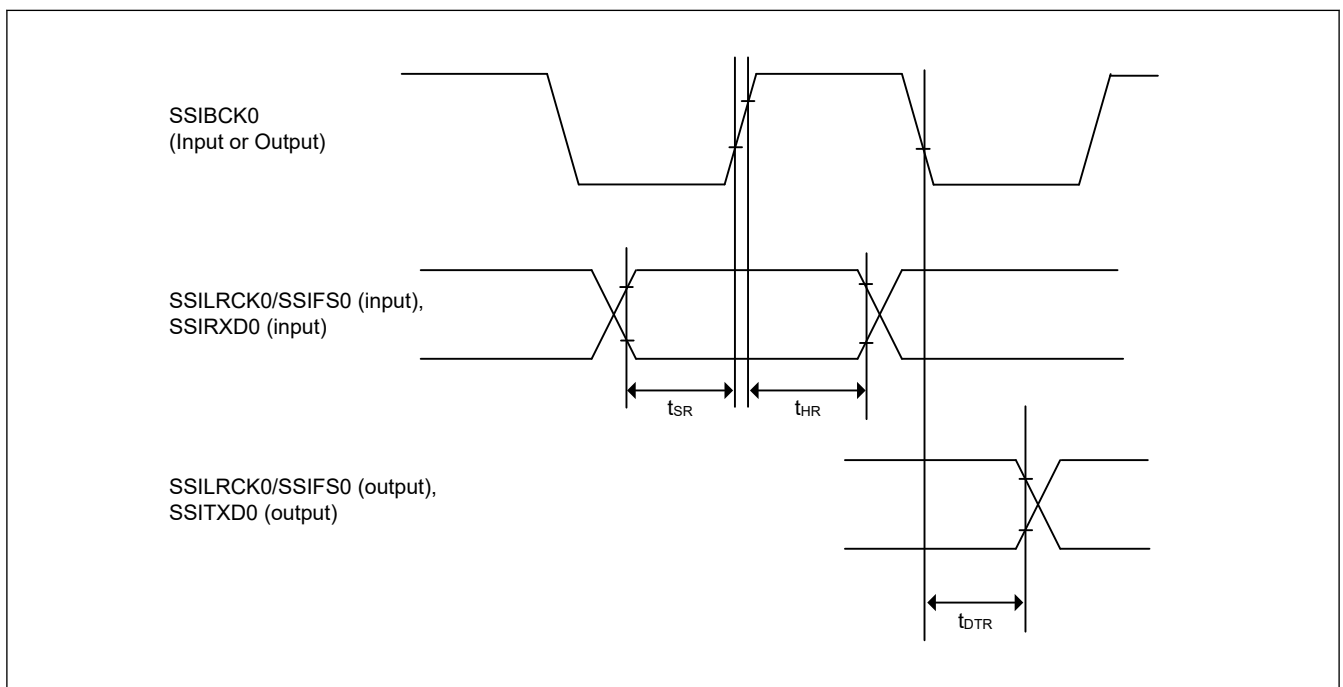 SSIBCK0
(Input or Output)
SSILRCK0/SSIFS0 (input),
SSIRXD0 (input)
tSR
tHR
SSILRCK0/SSIFS0 (output),
SSITXD0 (output)
tDTR